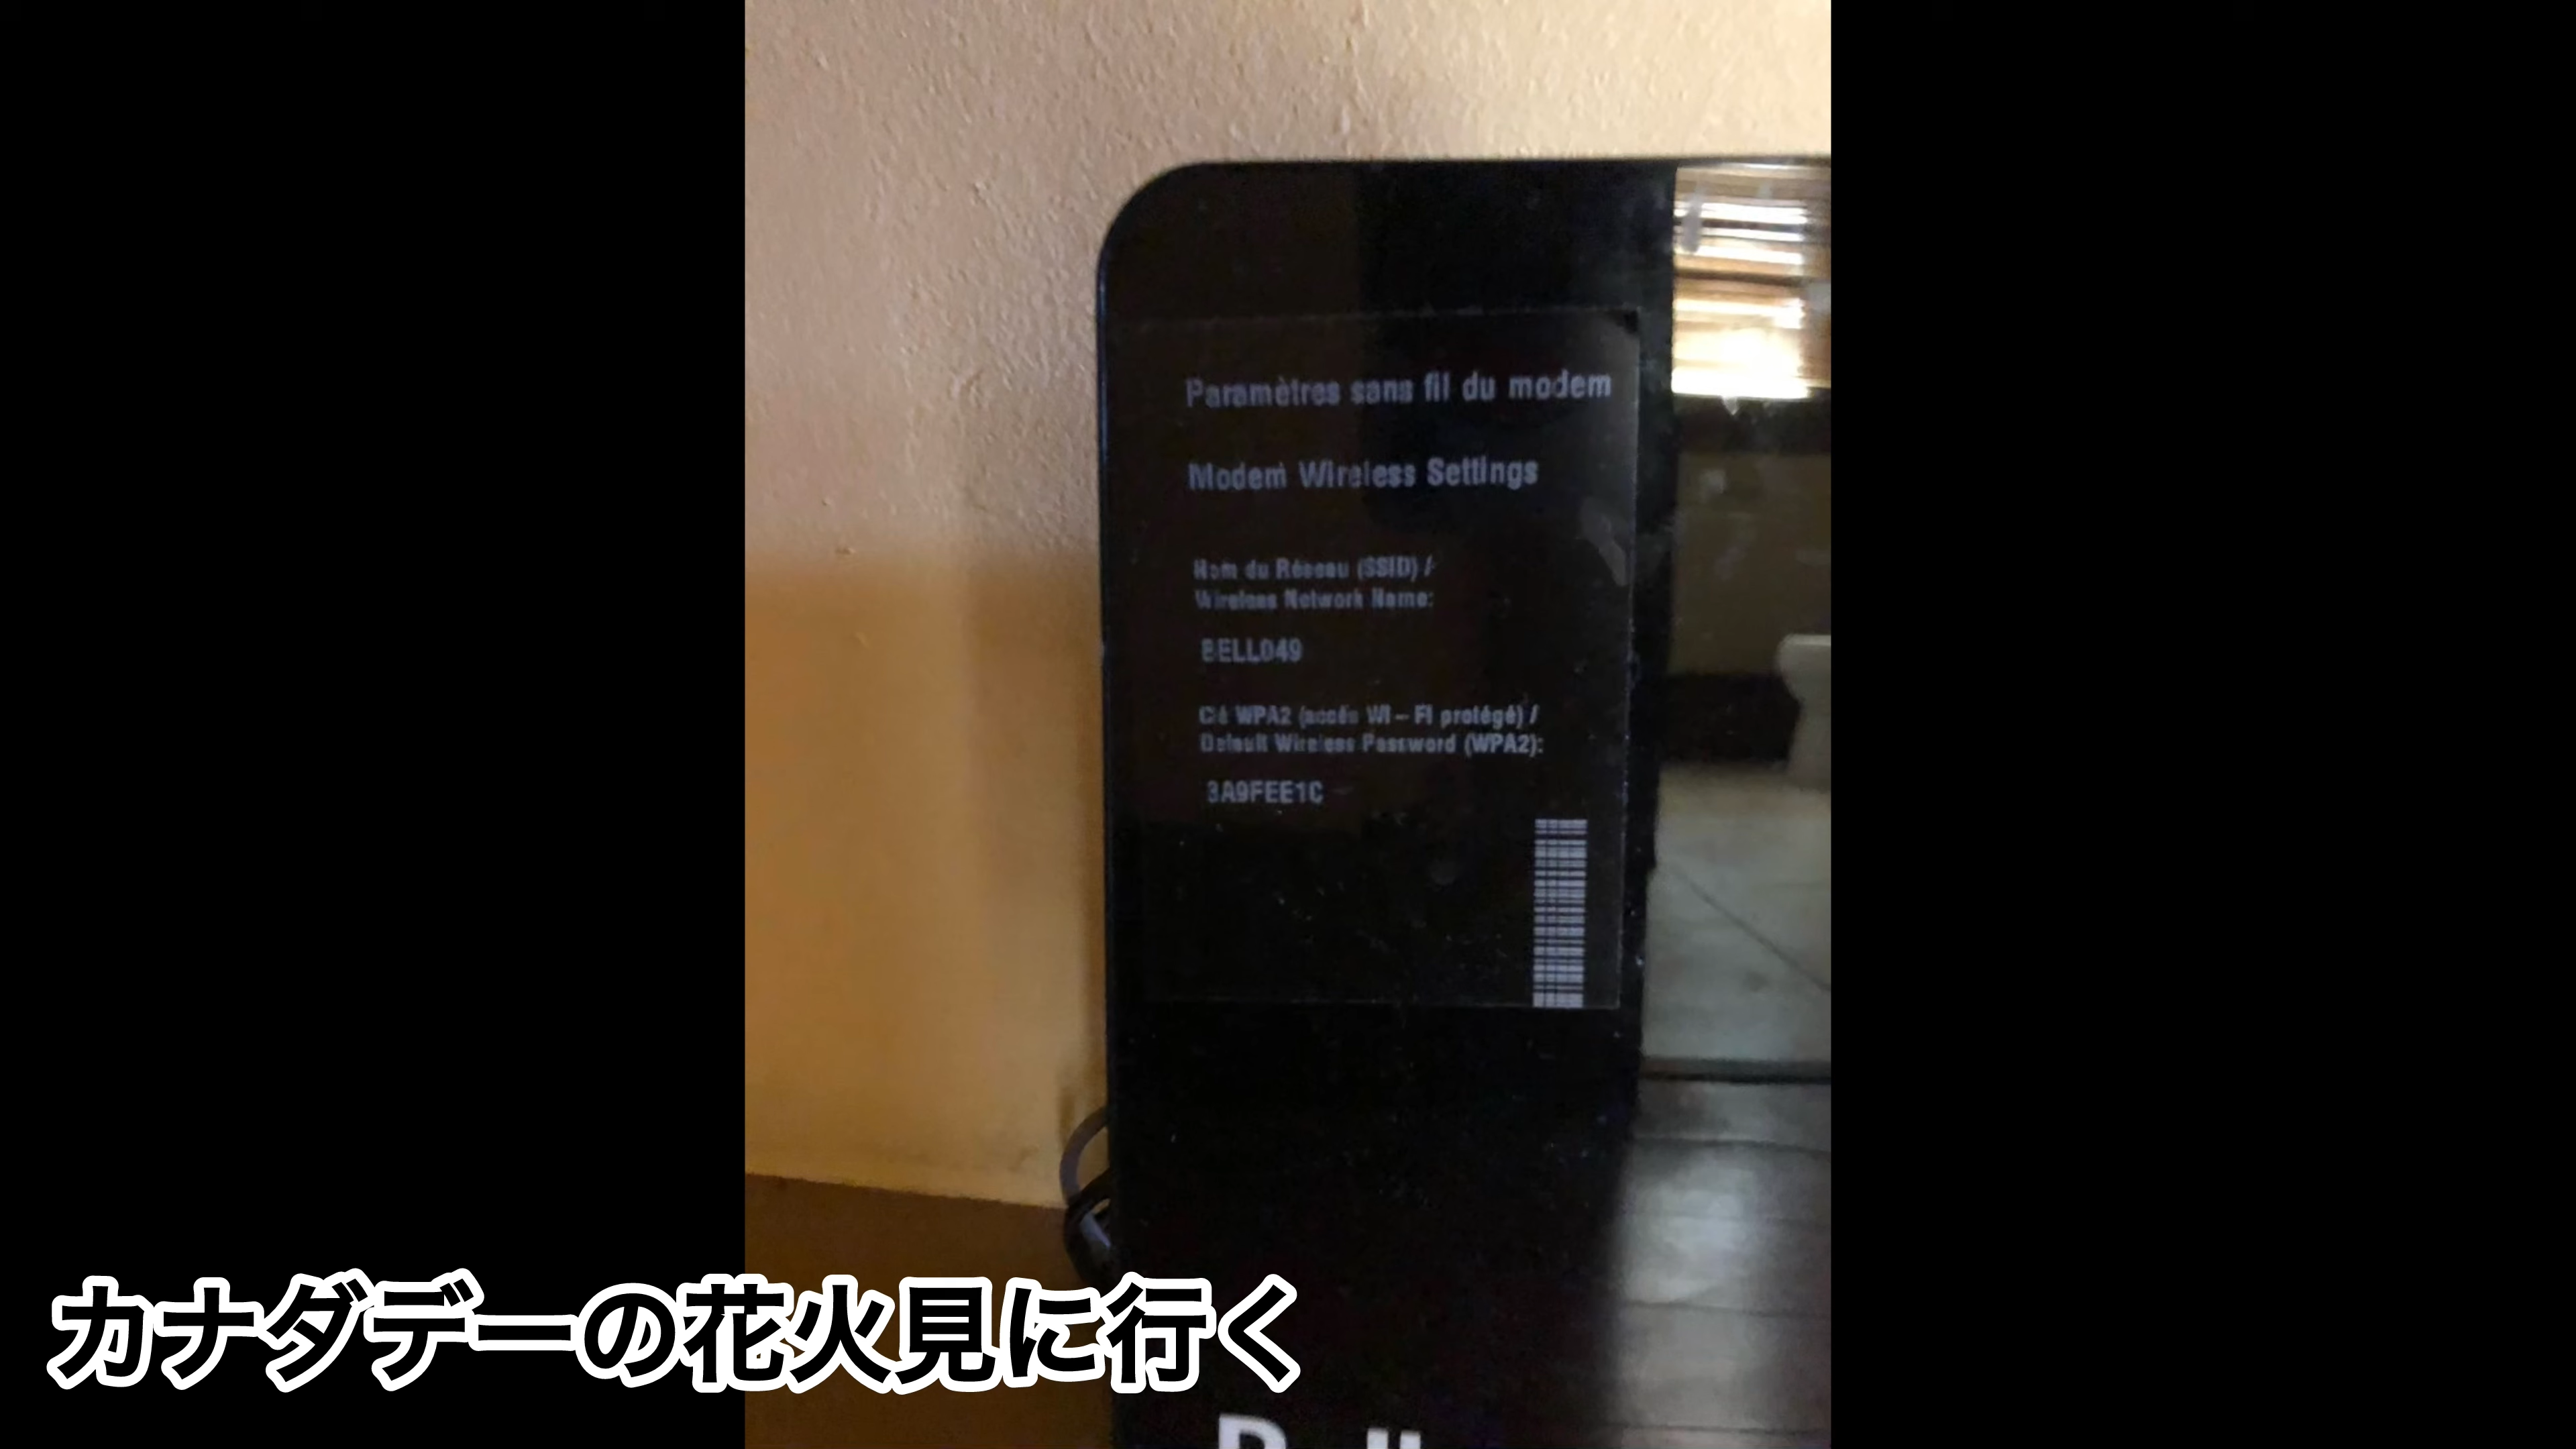 Paramètres sans fil du modem
Modem Wireless Settings
Nom du Réseau (SSID) /
Wireless Network Name:
BELL049
Clé WPA2 (accés Wi – Fi protégé) /
Default Wireless Password (WPA2):
3A9FEE1C
カナダデーの花火見に行く
Bell